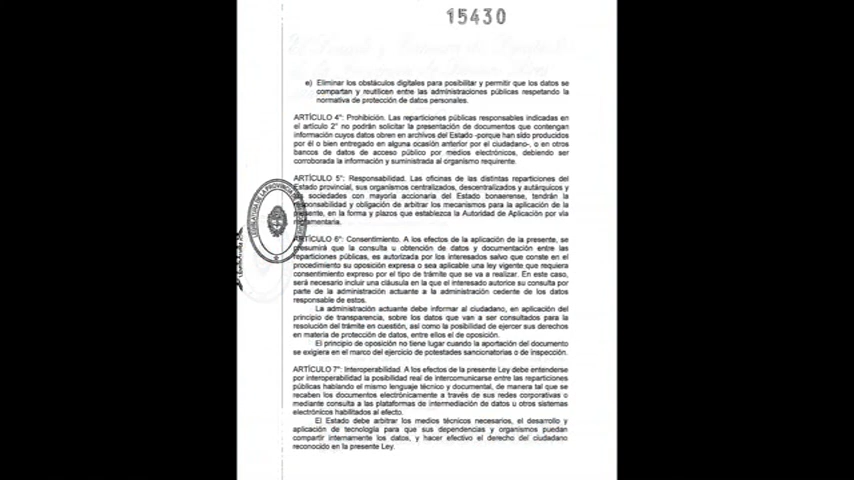 15430
e) Eliminar los obstáculos digitales para posibilitar y permitir que los datos se
compartan y reutilicen entre las administraciones públicas respetando la
normativa de protección de datos personales.
ARTÍCULO 4°: Prohibición. Las reparticiones públicas responsables indicadas en
el artículo 2° no podrán solicitar la presentación de documentos que contengan
información cuyos datos obren en archivos del Estado -porque han sido producidos
por él o bien entregado en alguna ocasión anterior por el ciudadano-, o en otros
bancos de datos de acceso público por medios electrónicos, debiendo ser
corroborada la información y suministrada al organismo requirente.
ARTÍCULO 5°: Responsabilidad. Las oficinas de las distintas reparticiones del
Estado provincial, sus organismos centralizados, descentralizados y autárquicos y
las sociedades con mayoría accionaria del Estado bonaerense, tendrán la
responsabilidad y obligación de arbitrar los mecanismos para la aplicación de la
presente, en la forma y plazos que establezca la Autoridad de Aplicación por vía
reglamentaria.
ARTÍCULO 6°: Consentimiento. A los efectos de la aplicación de la presente, se
presumirá que la consulta u obtención de datos y documentación entre las
reparticiones públicas, es autorizada por los interesados salvo que conste en el
procedimiento su oposición expresa o sea aplicable una ley vigente que requiera
consentimiento expreso por el tipo de trámite que se va a realizar. En este caso,
será necesario incluir una cláusula en la que el interesado autorice su consulta por
parte de la administración actuante a la administración cedente de los datos
responsable de estos.
La administración actuante debe informar al ciudadano, en aplicación del
principio de transparencia, sobre los datos que van a ser consultados para la
resolución del trámite en cuestión, así como la posibilidad de ejercer sus derechos
en materia de protección de datos, entre ellos el de oposición.
El principio de oposición no tiene lugar cuando la aportación del documento
se exigiera en el marco del ejercicio de potestades sancionatorias o de inspección.
ARTÍCULO 7°: Interoperabilidad. A los efectos de la presente Ley debe entenderse
por interoperabilidad la posibilidad real de intercomunicarse entre las reparticiones
públicas hablando el mismo lenguaje técnico y documental, de manera tal que se
recaben los documentos electrónicamente a través de sus redes corporativas o
mediante consulta a las plataformas de intermediación de datos u otros sistemas
electrónicos habilitados al efecto.
El Estado debe arbitrar los medios técnicos necesarios, el desarrollo y
aplicación de tecnología para que sus dependencias y organismos puedan
compartir internamente los datos, y hacer efectivo el derecho del ciudadano
reconocido en la presente Ley.
LEGISLATURA DE LA PROVINCIA